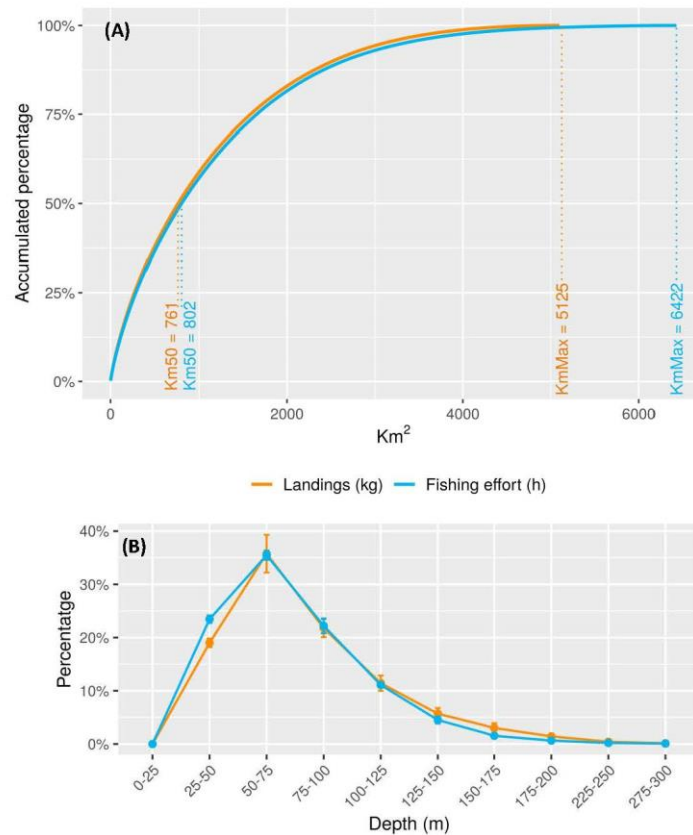 (A)
100%
75%
50%
25%
0%
Accumulated percentage
Km50 = 761
Km50 = 802
KmMax = 5125
KmMax = 6422
0 2000 4000 6000
Km²
Landings (kg) Fishing effort (h)
(B)
40%
30%
20%
10%
0%
Percentatge
0-25 25-50 50-75 75-100 100-125 125-150 150-175 175-200 225-250 275-300
Depth (m)